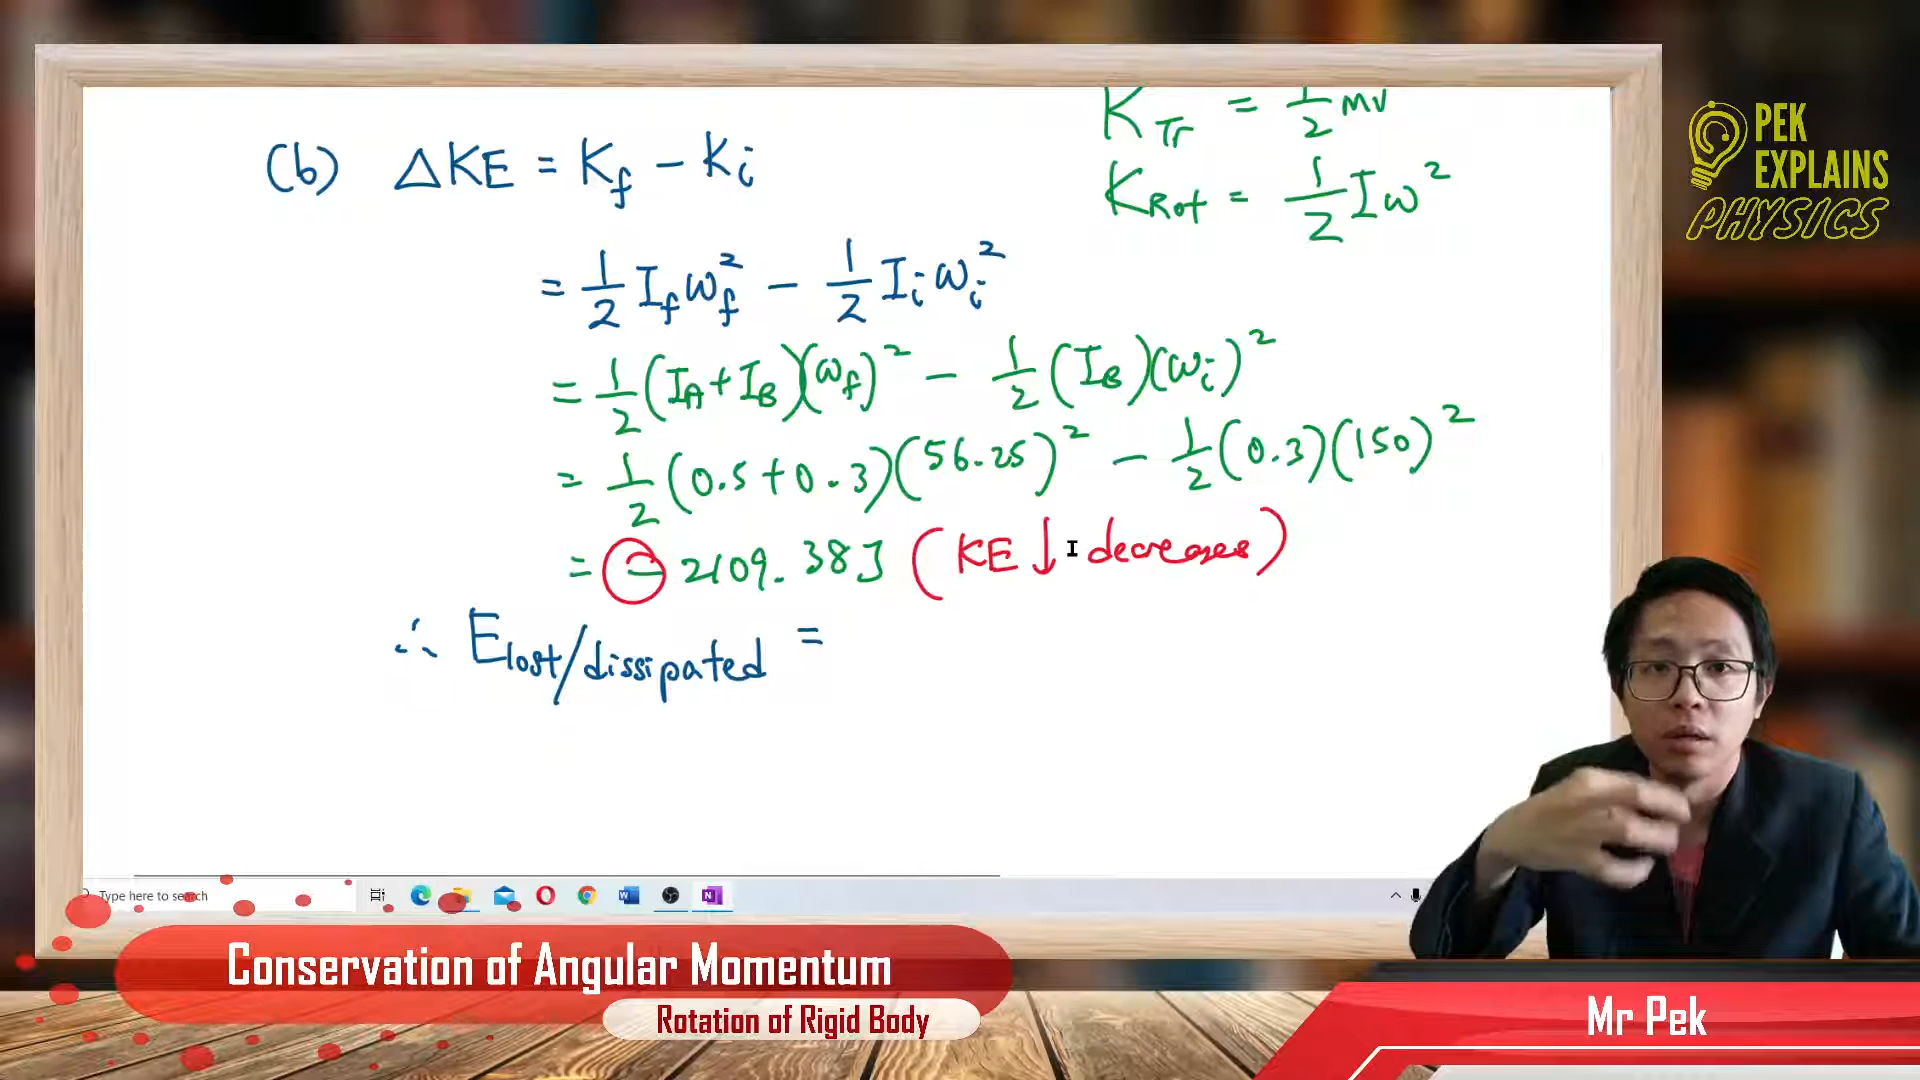 K_Tr = 1/2 mv
(b) ΔKE = K_f - K_i
K_Rot = 1/2 Iω²
= 1/2 I_f ω_f² - 1/2 I_i ω_i²
= 1/2 (I_A + I_B)(ω_f)² - 1/2 (I_B)(ω_i)²
= 1/2 (0.5 + 0.3)(56.25)² - 1/2 (0.3)(150)²
= - 2109.38J (KE ↓ decreases)
∴ E_lost/dissipated =
PEK
EXPLAINS
PHYSICS
Type here to search
Conservation of Angular Momentum
Rotation of Rigid Body
Mr Pek